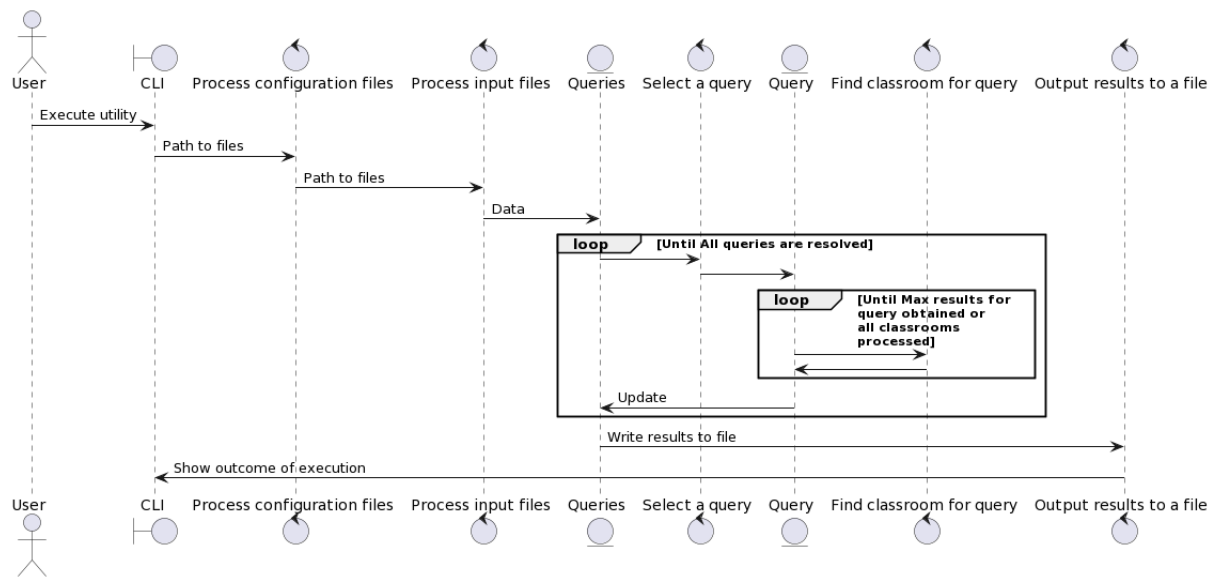 User
CLI
Process configuration files
Process input files
Queries
Select a query
Query
Find classroom for query
Output results to a file
Execute utility
Path to files
Path to files
Data
loop
[Until All queries are resolved]
loop
[Until Max results for
query obtained or
all classrooms
processed]
Update
Write results to file
Show outcome of execution
User
CLI
Process configuration files
Process input files
Queries
Select a query
Query
Find classroom for query
Output results to a file